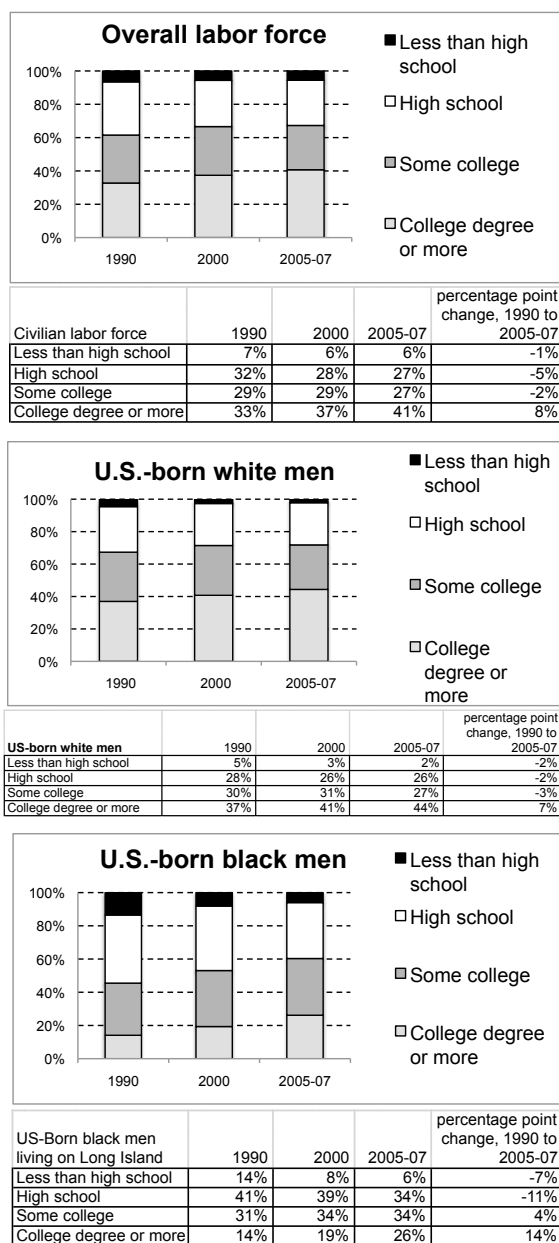 Overall labor force
Less than high
school
High school
Some college
College degree
or more
100%
80%
60%
40%
20%
0%
1990 2000 2005-07
Civilian labor force 1990 2000 2005-07 percentage point change, 1990 to 2005-07
Less than high school 7% 6% 6% -1%
High school 32% 28% 27% -5%
Some college 29% 29% 27% -2%
College degree or more 33% 37% 41% 8%
U.S.-born white men
Less than high
school
High school
Some college
College
degree or
more
100%
80%
60%
40%
20%
0%
1990 2000 2005-07
US-born white men 1990 2000 2005-07 percentage point change, 1990 to 2005-07
Less than high school 5% 3% 2% -2%
High school 28% 26% 26% -2%
Some college 30% 31% 27% -3%
College degree or more 37% 41% 44% 7%
U.S.-born black men
Less than high
school
High school
Some college
College degree
or more
100%
80%
60%
40%
20%
0%
1990 2000 2005-07
US-Born black men
living on Long Island 1990 2000 2005-07 percentage point change, 1990 to 2005-07
Less than high school 14% 8% 6% -7%
High school 41% 39% 34% -11%
Some college 31% 34% 34% 4%
College degree or more 14% 19% 26% 14%